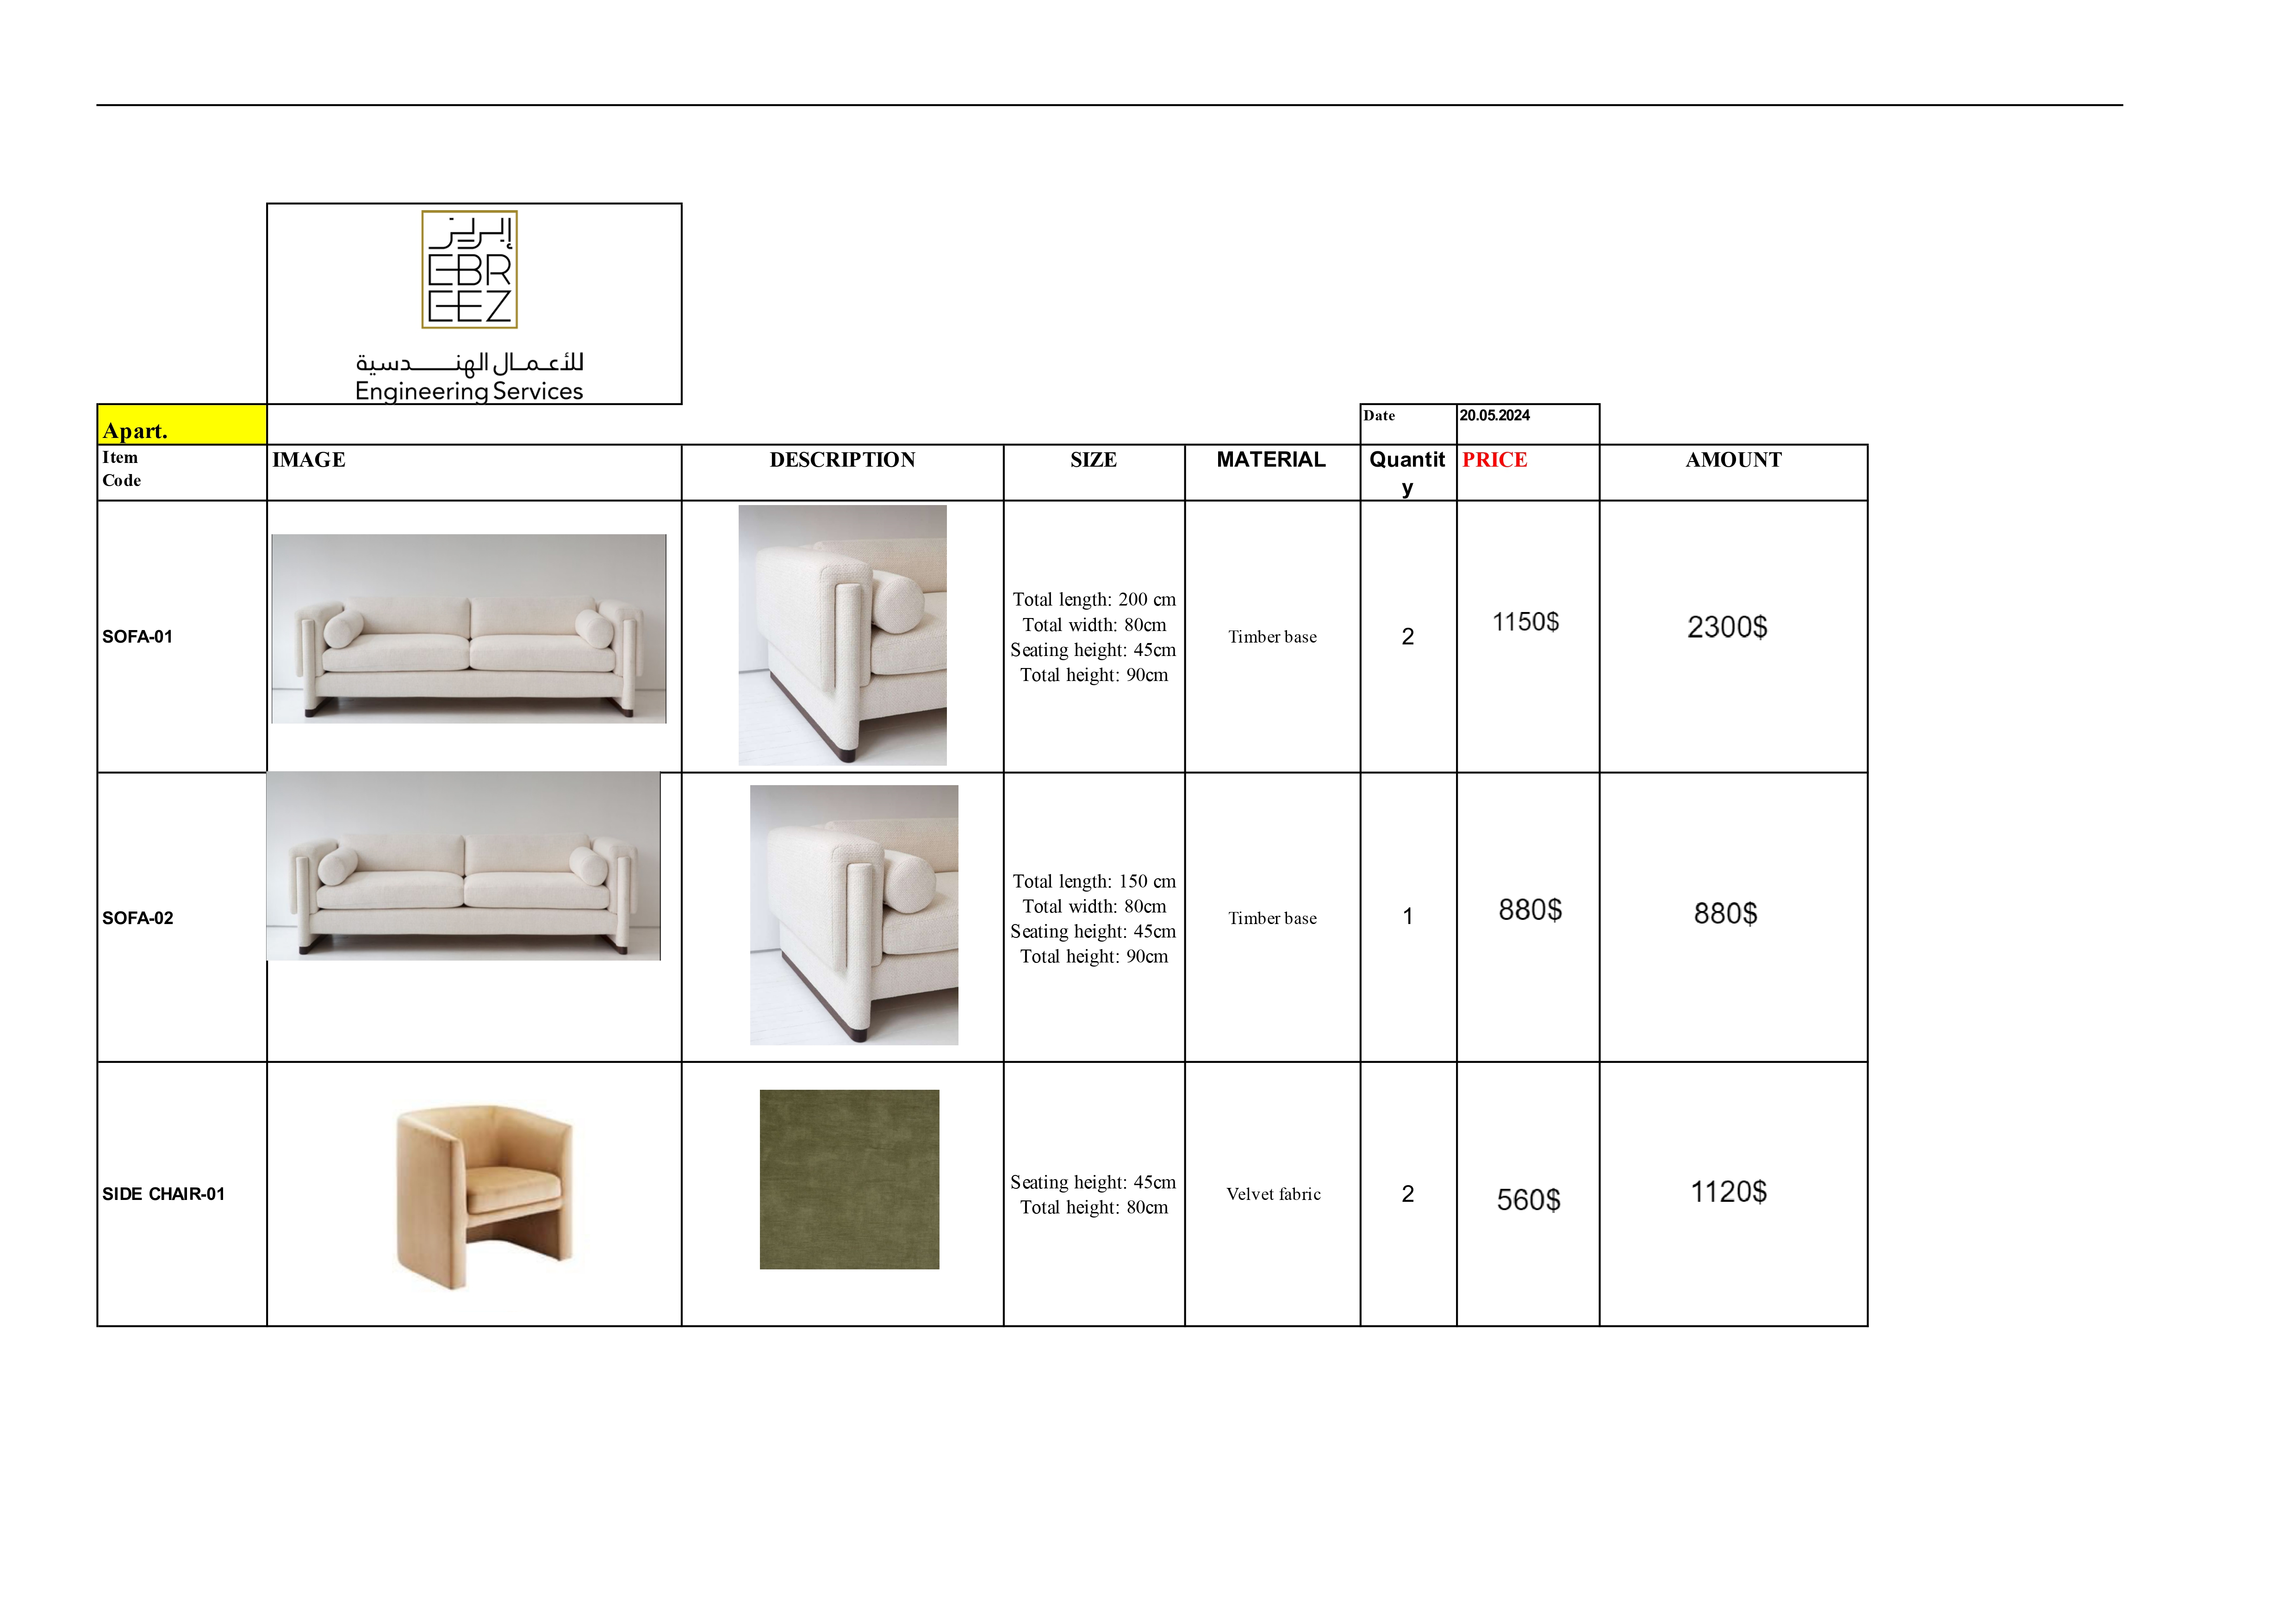 إبريز
EBR
EEZ
للأعمال الهندسية
Engineering Services
Apart.
Date 20.05.2024
Item Code IMAGE DESCRIPTION SIZE MATERIAL Quantity PRICE AMOUNT
SOFA-01
Total length: 200 cm
Total width: 80cm
Seating height: 45cm
Total height: 90cm
Timber base
2
1150$
2300$
SOFA-02
Total length: 150 cm
Total width: 80cm
Seating height: 45cm
Total height: 90cm
Timber base
1
880$
880$
SIDE CHAIR-01
Seating height: 45cm
Total height: 80cm
Velvet fabric
2
560$
1120$